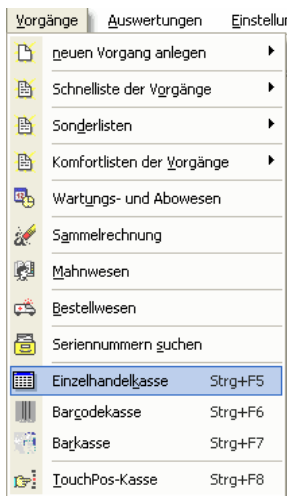 Vorgänge Auswertungen
neuen Vorgang anlegen
Schnelliste der Vorgänge
Sonderlisten
Komfortlisten der Vorgänge
Wartungs- und Abowesen
Sammelrechnung
Mahnwesen
Bestellwesen
Seriennummern suchen
Einzelhandelkasse Strg+F5
Barcodekasse Strg+F6
Barkasse Strg+F7
TouchPos-Kasse Strg+F8